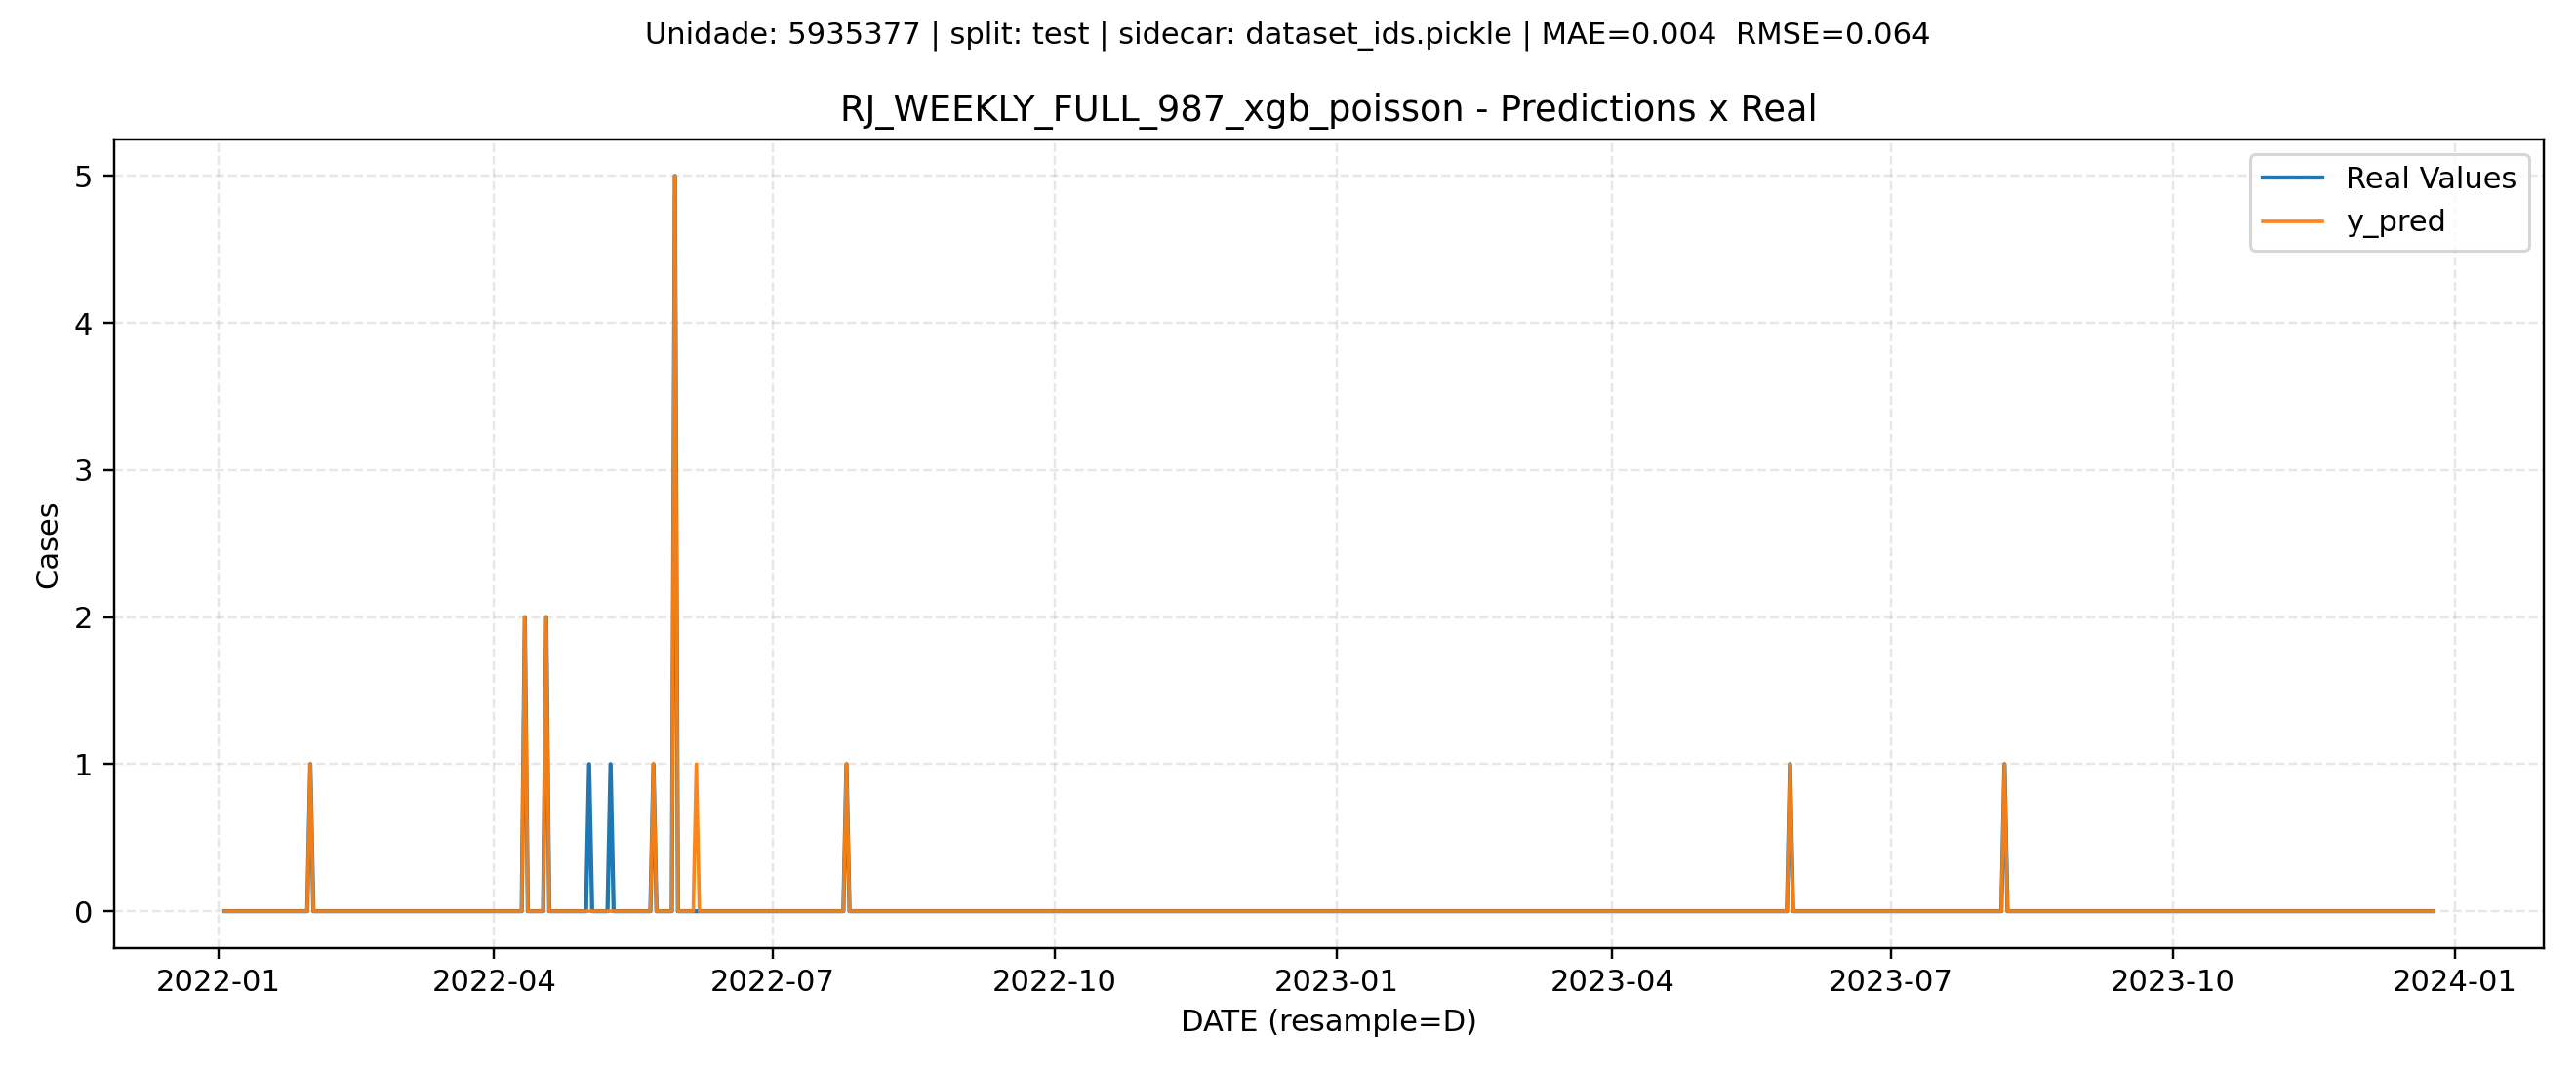 Unidade: 5935377 | split: test | sidecar: dataset_ids.pickle | MAE=0.004  RMSE=0.064
RJ_WEEKLY_FULL_987_xgb_poisson - Predictions x Real
Real Values
y_pred
5
4
3
2
1
0
Cases
2022-01
2022-04
2022-07
2022-10
2023-01
2023-04
2023-07
2023-10
2024-01
DATE (resample=D)